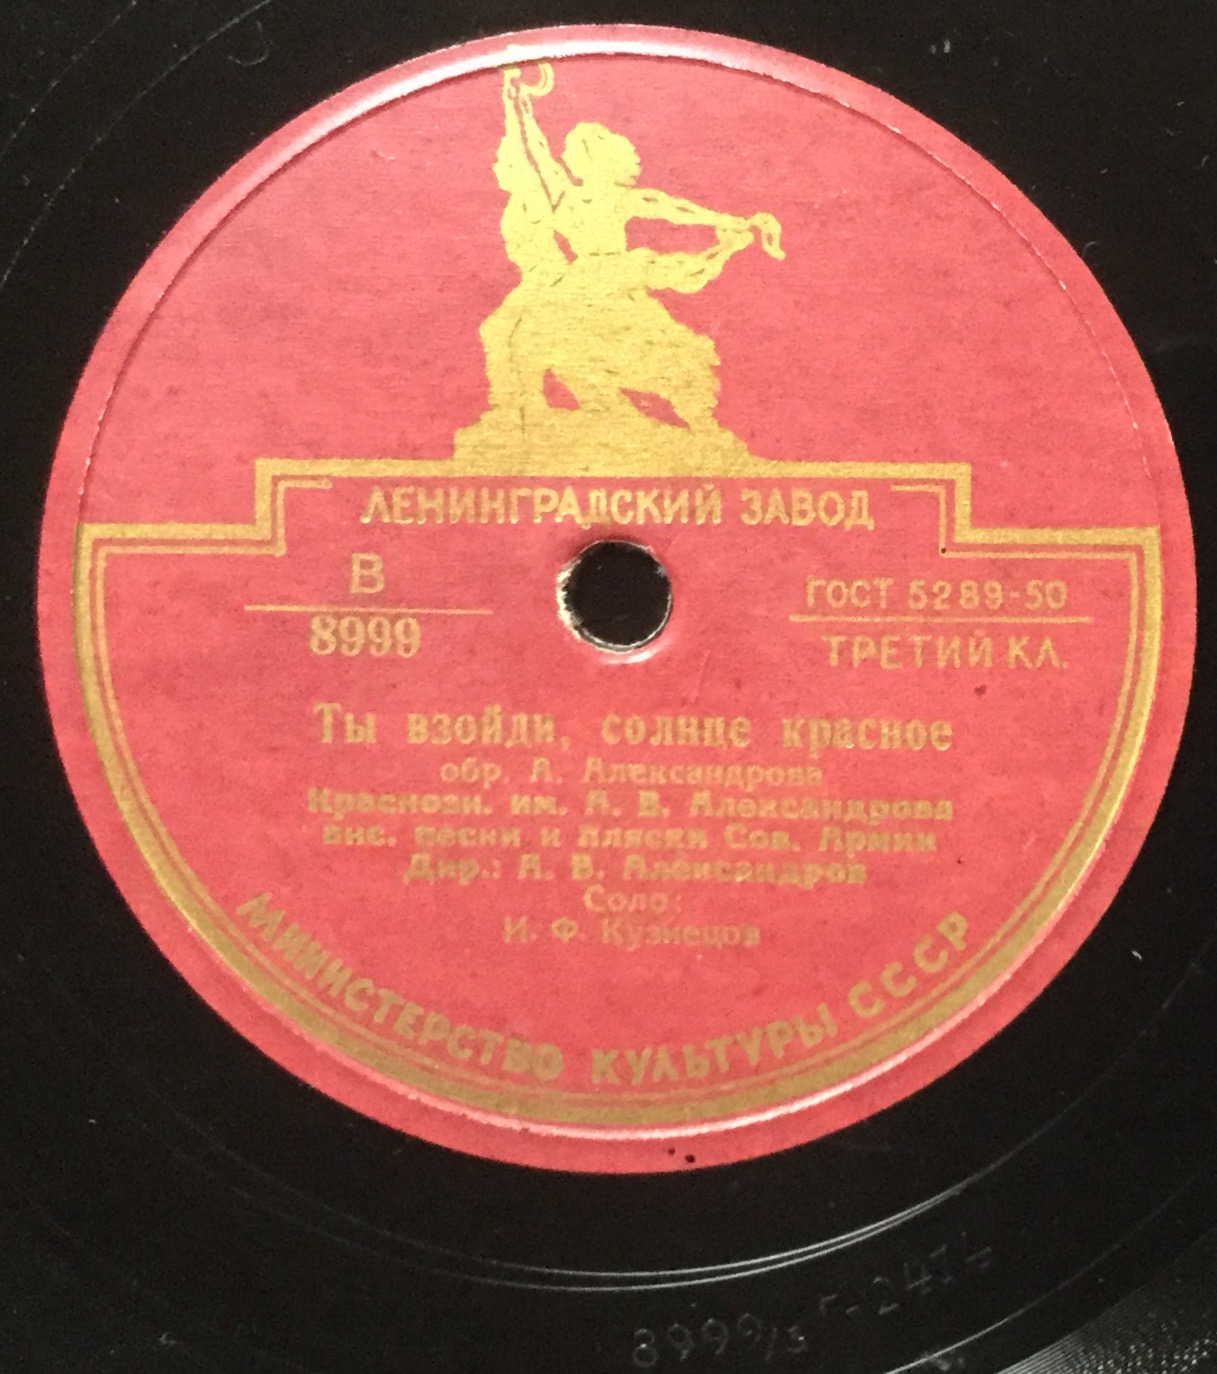 ЛЕНИНГРАДСКИЙ ЗАВОД
В
8999
ГОСТ 5289-50
ТРЕТИЙ КЛ.
Ты взойди, солнце красное
обр. А. Александрова
Краснозн. им. А. В. Александрова
анс. песни и пляски Сов. Армии
Дир.: А. В. Александров
Соло:
И. Ф. Кузнецов
МИНИСТЕРСТВО КУЛЬТУРЫ СССР